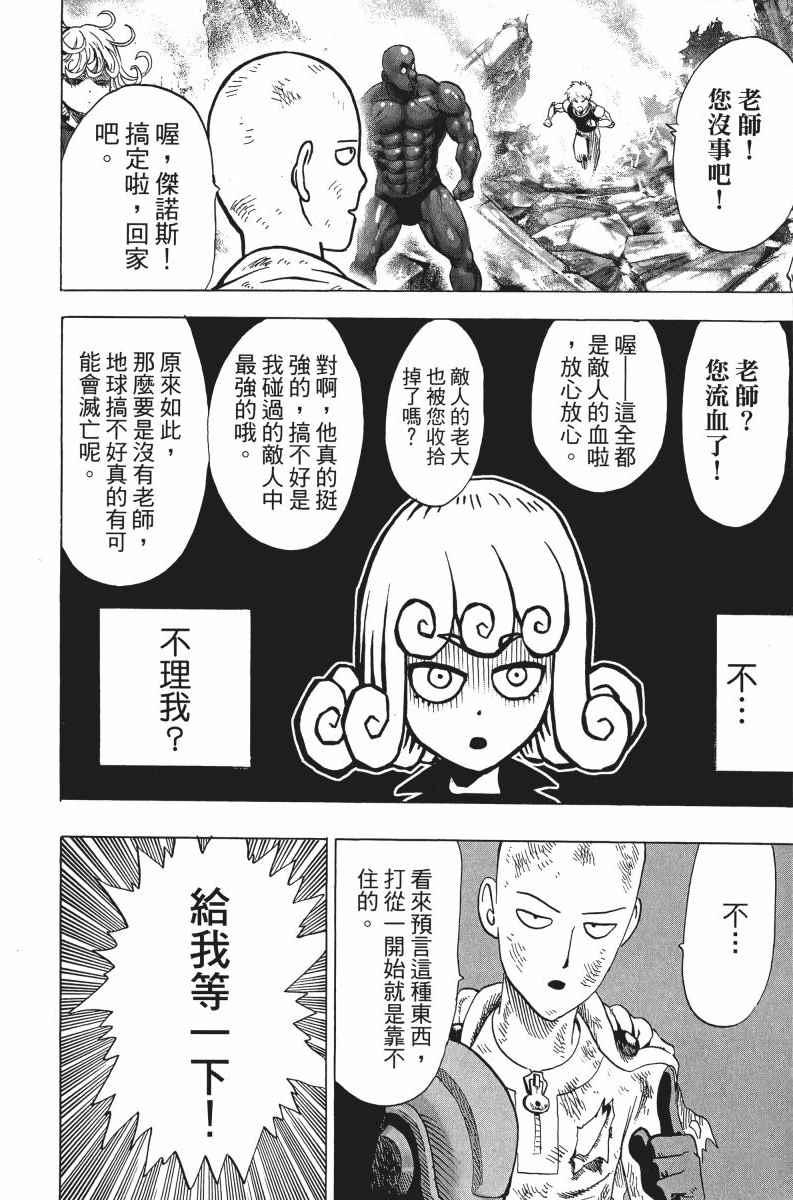 老師！
您沒事吧！
喔，傑諾斯！
搞定啦，回家
吧。
老師？
您流血了！
喔──這全都
是敵人的血啦
，放心放心。
敵人的老大
也被您收拾
掉了嗎？
對啊，他真的挺
強的，搞不好是
我碰過的敵人中
最強的哦。
原來如此，
那麼要是沒有老師，
地球搞不好真的有可
能會滅亡呢。
不…
不理我？
不…
看來預言這種東西，
打從一開始就是靠不
住的。
給我等一下！